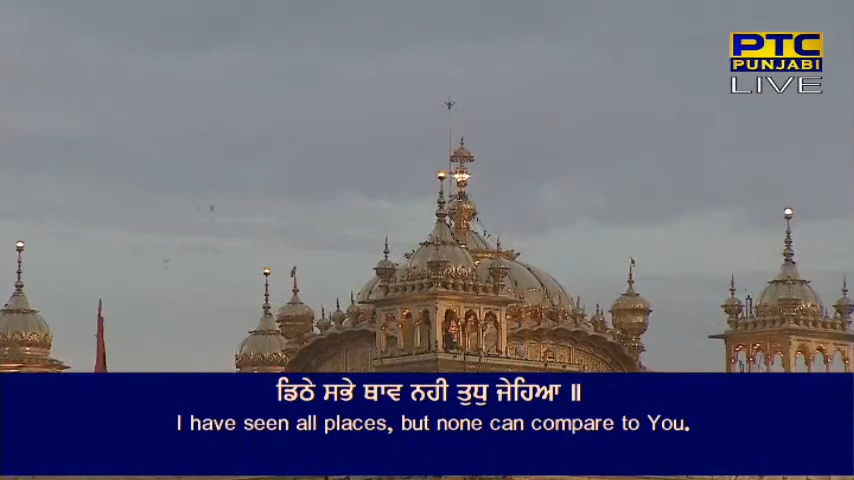 PTC
PUNJABI
LIVE
ਡਿਠੇ ਸਭੇ ਥਾਵ ਨਹੀ ਤੁਧੁ ਜੇਹਿਆ ॥
I have seen all places, but none can compare to You.